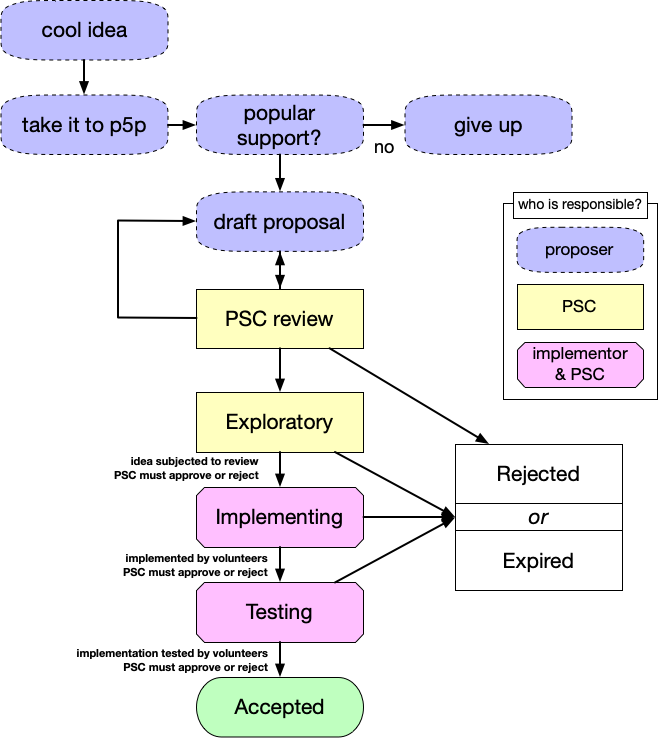 cool idea
take it to p5p
popular
support?
no
give up
draft proposal
who is responsible?
proposer
PSC
implementor
& PSC
PSC review
Exploratory
idea subjected to review
PSC must approve or reject
Implementing
implemented by volunteers
PSC must approve or reject
Testing
implementation tested by volunteers
PSC must approve or reject
Accepted
Rejected
or
Expired